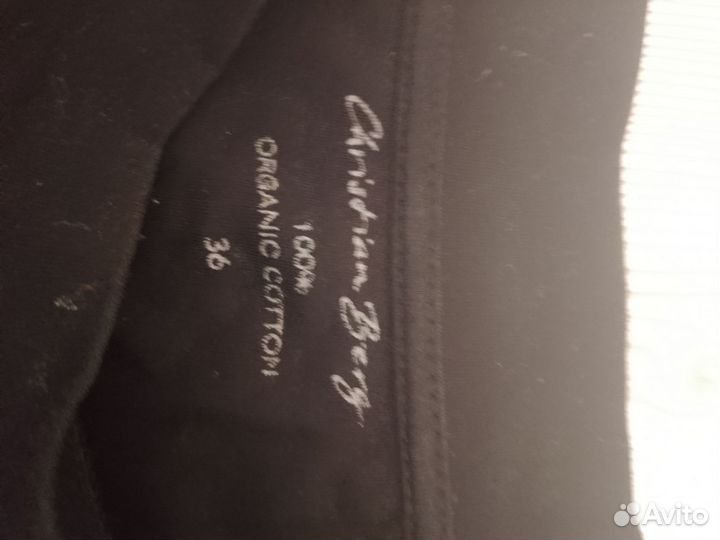 Christian Berg
100%
ORGANIC COTTON
36
Avito